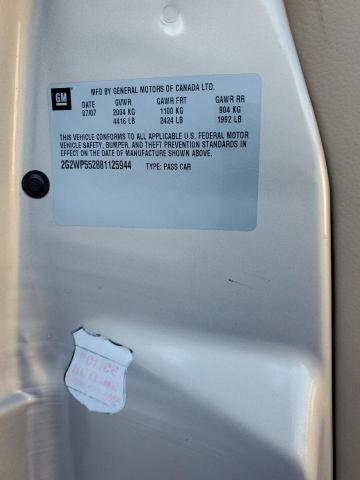 GM
MFD BY GENERAL MOTORS OF CANADA LTD.
DATE GVWR GAWR FRT GAWR RR
07/07 2004 KG 1100 KG 904 KG
4416 LB 2424 LB 1992 LB
THIS VEHICLE CONFORMS TO ALL APPLICABLE U.S. FEDERAL MOTOR
VEHICLE SAFETY, BUMPER, AND THEFT PREVENTION STANDARDS IN
EFFECT ON THE DATE OF MANUFACTURE SHOWN ABOVE.
2G2WP552881125944
TYPE: PASS CAR